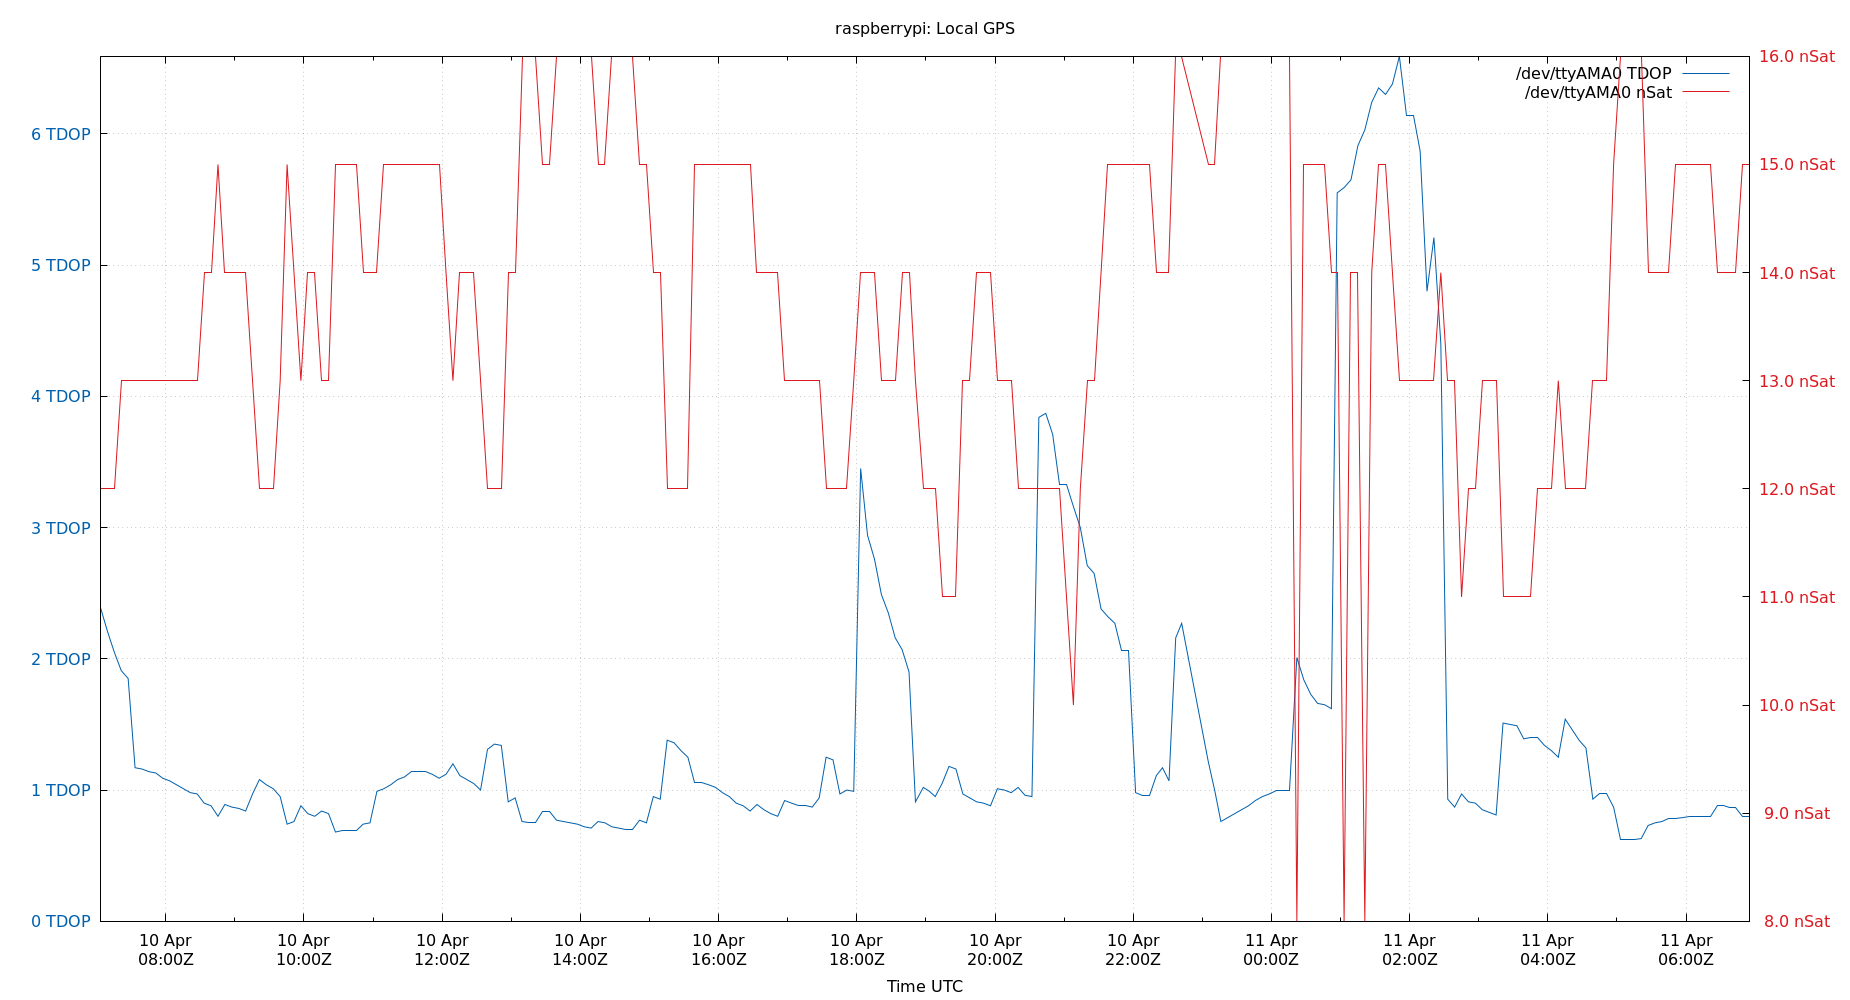 raspberrypi: Local GPS
/dev/ttyAMA0 TDOP
/dev/ttyAMA0 nSat
6 TDOP
5 TDOP
4 TDOP
3 TDOP
2 TDOP
1 TDOP
0 TDOP
16.0 nSat
15.0 nSat
14.0 nSat
13.0 nSat
12.0 nSat
11.0 nSat
10.0 nSat
9.0 nSat
8.0 nSat
10 Apr 10 Apr 10 Apr 10 Apr 10 Apr 10 Apr 10 Apr 10 Apr 11 Apr 11 Apr 11 Apr 11 Apr
08:00Z 10:00Z 12:00Z 14:00Z 16:00Z 18:00Z 20:00Z 22:00Z 00:00Z 02:00Z 04:00Z 06:00Z
Time UTC